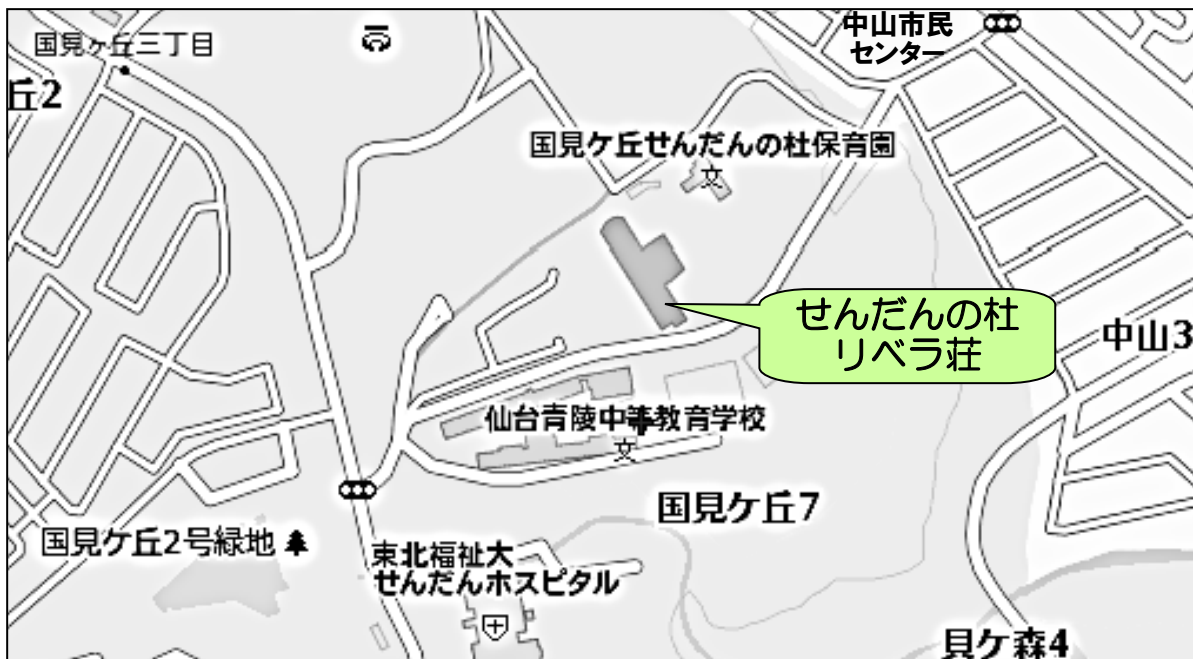 中山市民
センター
国見ヶ丘三丁目
丘2
国見ケ丘せんだんの杜保育園
文
せんだんの杜
リベラ荘
中山3
仙台青陵中等教育学校
文
国見ケ丘7
国見ケ丘2号緑地
東北福祉大
せんだんホスピタル
貝ケ森4